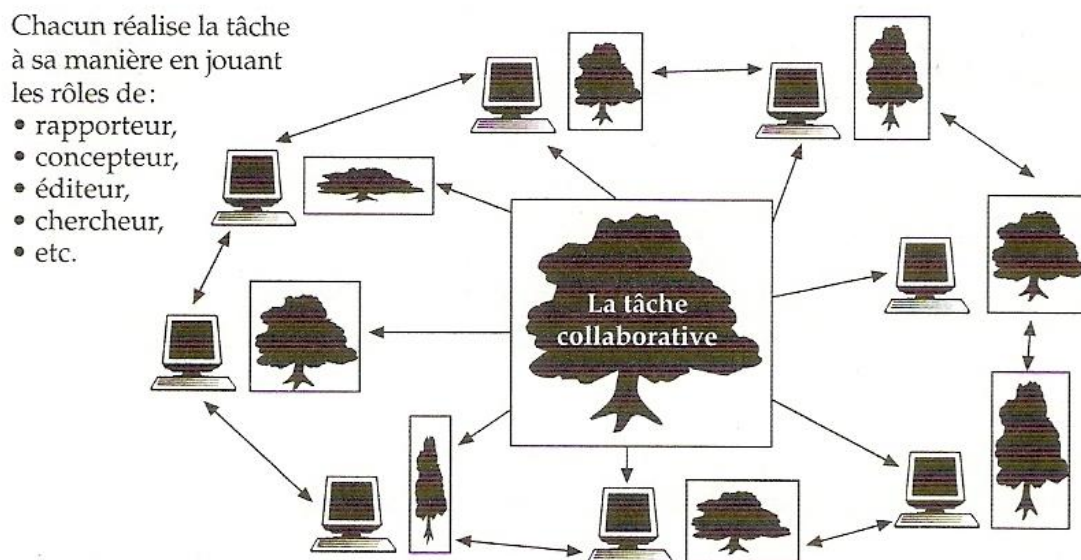 Chacun réalise la tâche
à sa manière en jouant
les rôles de :
• rapporteur,
• concepteur,
• éditeur,
• chercheur,
• etc.
La tâche
collaborative